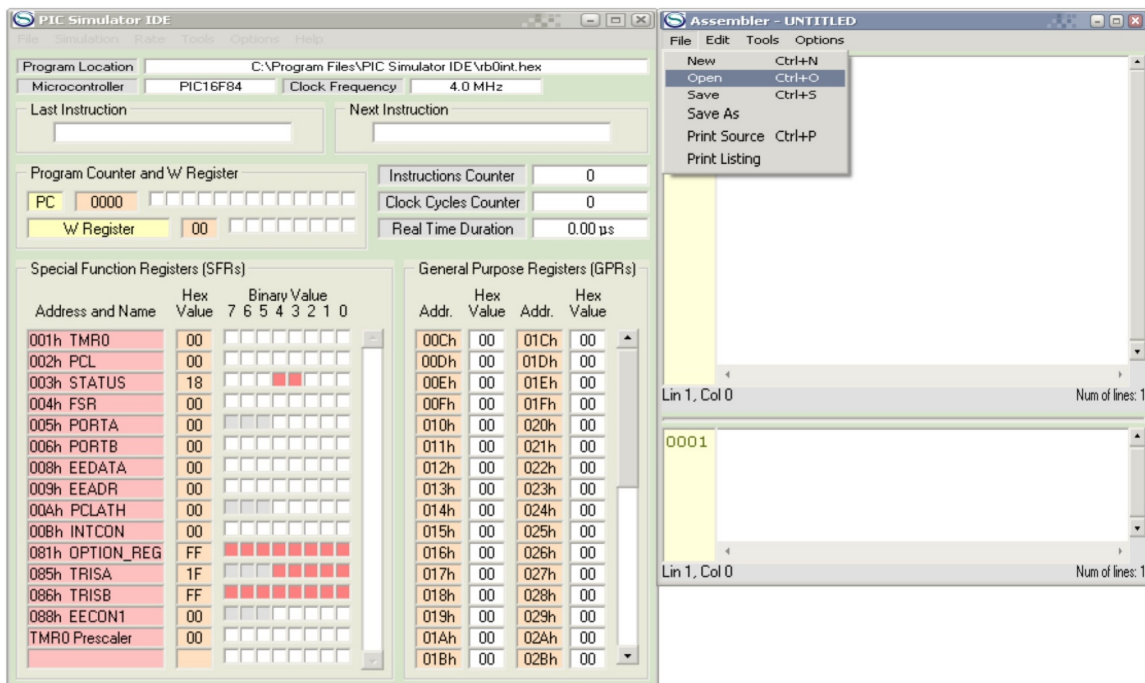 PIC Simulator IDE
File Simulation Rate Tools Options Help
Program Location C:\Program Files\PIC Simulator IDE\rb0int.hex
Microcontroller PIC16F84 Clock Frequency 4.0 MHz
Last Instruction Next Instruction
Program Counter and W Register
PC 0000
W Register 00
Instructions Counter 0
Clock Cycles Counter 0
Real Time Duration 0.00 µs
Special Function Registers (SFRs)
Hex Binary Value
Address and Name Value 7 6 5 4 3 2 1 0
001h TMR0 00
002h PCL 00
003h STATUS 18
004h FSR 00
005h PORTA 00
006h PORTB 00
008h EEDATA 00
009h EEADR 00
00Ah PCLATH 00
00Bh INTCON 00
081h OPTION_REG FF
085h TRISA 1F
086h TRISB FF
088h EECON1 00
TMR0 Prescaler 00
General Purpose Registers (GPRs)
Hex Hex
Addr. Value Addr. Value
00Ch 00 01Ch 00
00Dh 00 01Dh 00
00Eh 00 01Eh 00
00Fh 00 01Fh 00
010h 00 020h 00
011h 00 021h 00
012h 00 022h 00
013h 00 023h 00
014h 00 024h 00
015h 00 025h 00
016h 00 026h 00
017h 00 027h 00
018h 00 028h 00
019h 00 029h 00
01Ah 00 02Ah 00
01Bh 00 02Bh 00
Assembler - UNTITLED
File Edit Tools Options
New Ctrl+N
Open Ctrl+O
Save Ctrl+S
Save As
Print Source Ctrl+P
Print Listing
Lin 1, Col 0 Num of lines: 1
0001
Lin 1, Col 0 Num of lines: 1